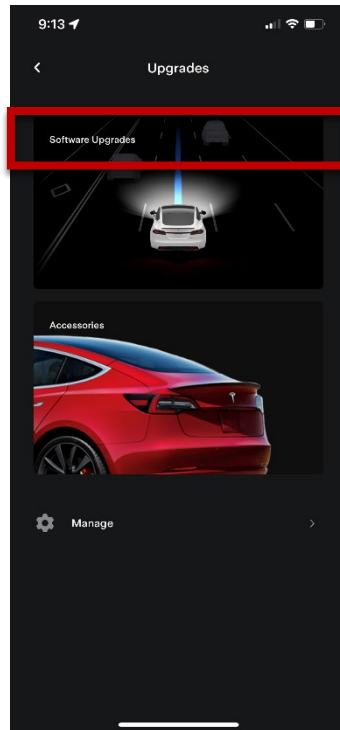 9:13
Upgrades
Software Upgrades
Accessories
Manage